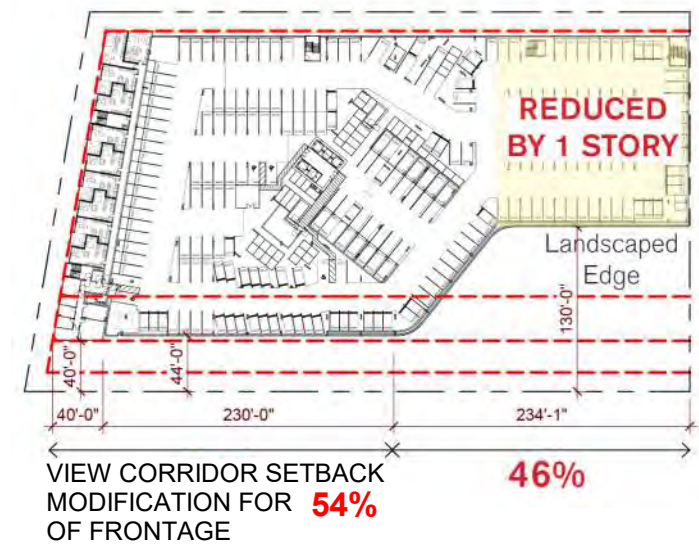 REDUCED
BY 1 STORY
Landscaped
Edge
130'-0"
40'-0"
44'-0"
40'-0"
230'-0"
234'-1"
VIEW CORRIDOR SETBACK
MODIFICATION FOR 54%
OF FRONTAGE
46%